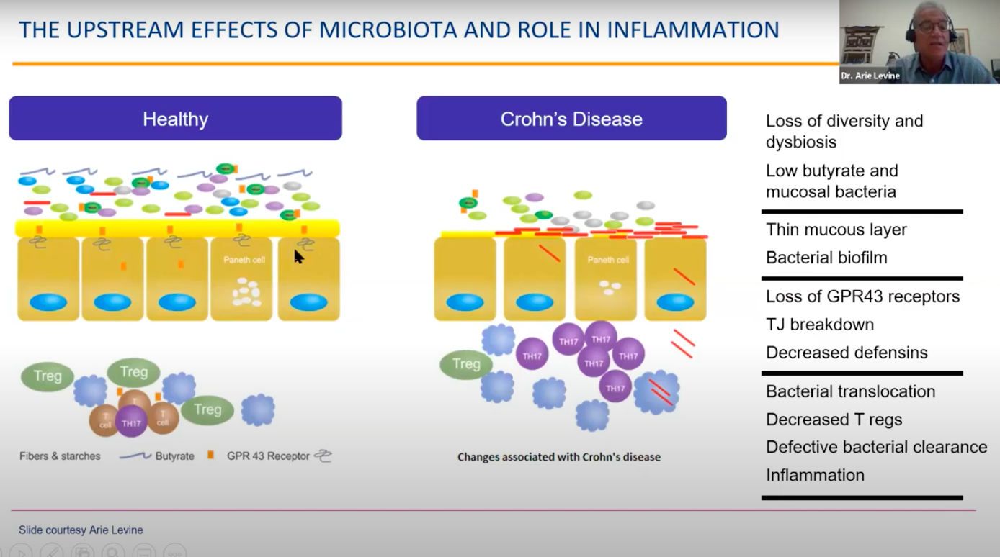 THE UPSTREAM EFFECTS OF MICROBIOTA AND ROLE IN INFLAMMATION
Dr. Arie Levine
Healthy
Crohn's Disease
Loss of diversity and
dysbiosis
Low butyrate and
mucosal bacteria
Thin mucous layer
Bacterial biofilm
Loss of GPR43 receptors
TJ breakdown
Decreased defensins
Bacterial translocation
Decreased T regs
Defective bacterial clearance
Inflammation
Paneth cell
Treg
Treg
Treg
T
T
cell
T
cell
TH17
Fibers & starches
Butyrate
GPR 43 Receptor
Paneth cell
Treg
TH17
TH17
TH17
TH17
TH17
TH17
Changes associated with Crohn's disease
Slide courtesy Arie Levine